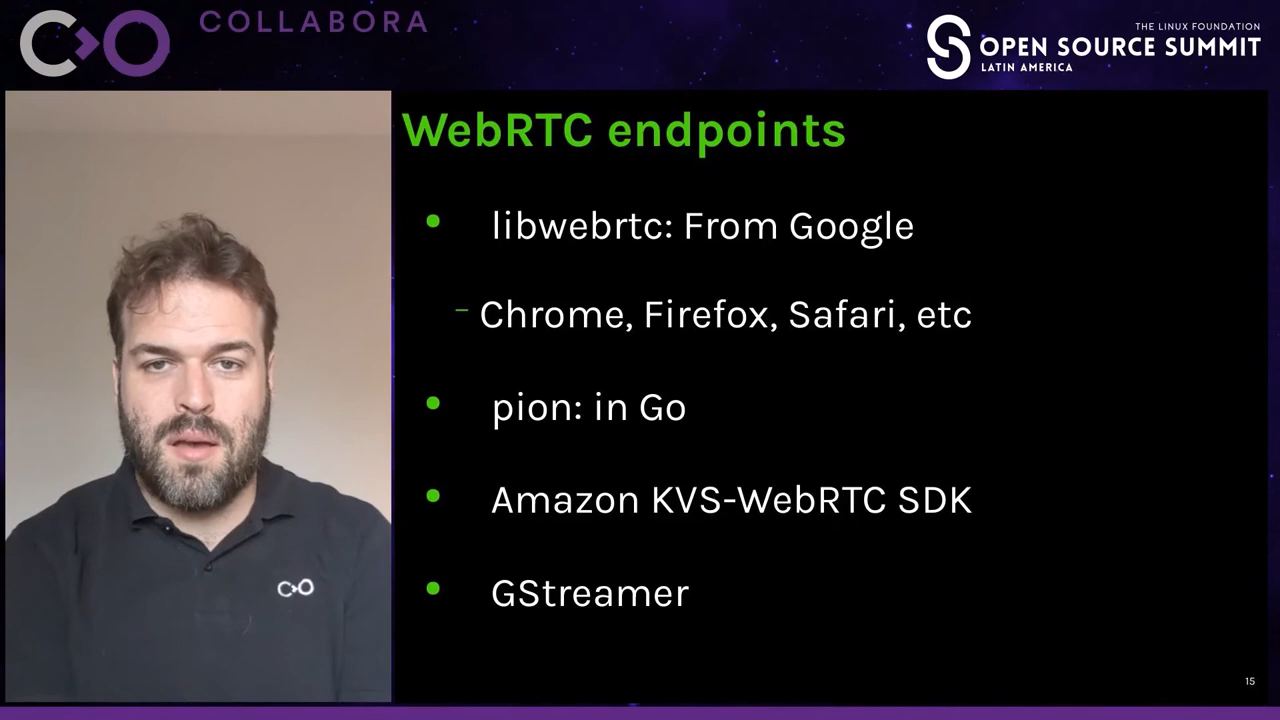 COLLABORA
THE LINUX FOUNDATION
OPEN SOURCE SUMMIT
LATIN AMERICA
WebRTC endpoints
• libwebrtc: From Google
– Chrome, Firefox, Safari, etc
• pion: in Go
• Amazon KVS-WebRTC SDK
• GStreamer
15